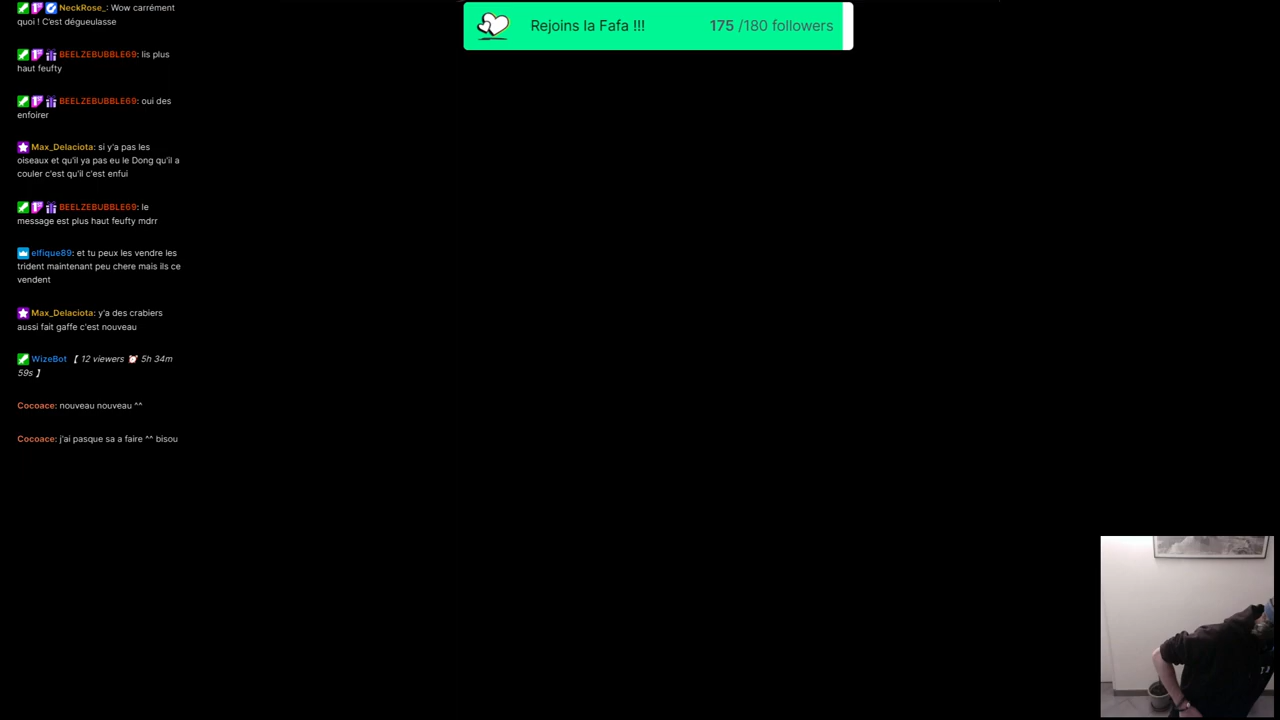 NeckRose_: Wow carrément
quoi ! C'est dégueulasse
BEELZEBUBBLE69: lis plus
haut feufty
BEELZEBUBBLE69: oui des
enfoirer
Max_Delaciota: si y'a pas les
oiseaux et qu'il ya pas eu le Dong qu'il a
couler c'est qu'il c'est enfui
BEELZEBUBBLE69: le
message est plus haut feufty mdrr
elfique89: et tu peux les vendre les
trident maintenant peu chere mais ils ce
vendent
Max_Delaciota: y'a des crabiers
aussi fait gaffe c'est nouveau
WizeBot 【 12 viewers ⏰ 5h 34m
59s 】
Cocoace: nouveau nouveau ^^
Cocoace: j'ai pasque sa a faire ^^ bisou
Rejoins la Fafa !!! 175 /180 followers